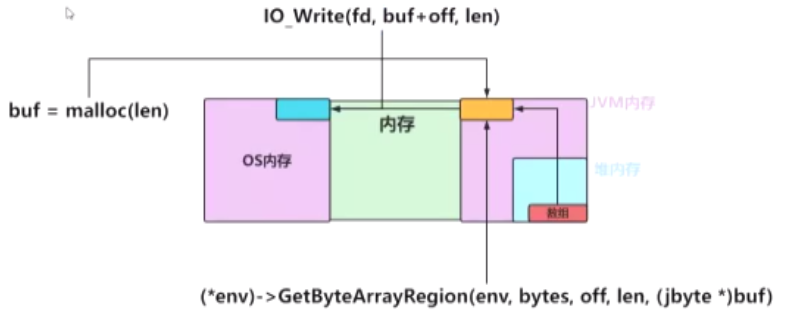 IO_Write(fd, buf+off, len)
buf = malloc(len)
JVM内存
内存
OS内存
堆内存
数组
(*env)->GetByteArrayRegion(env, bytes, off, len, (jbyte *)buf)